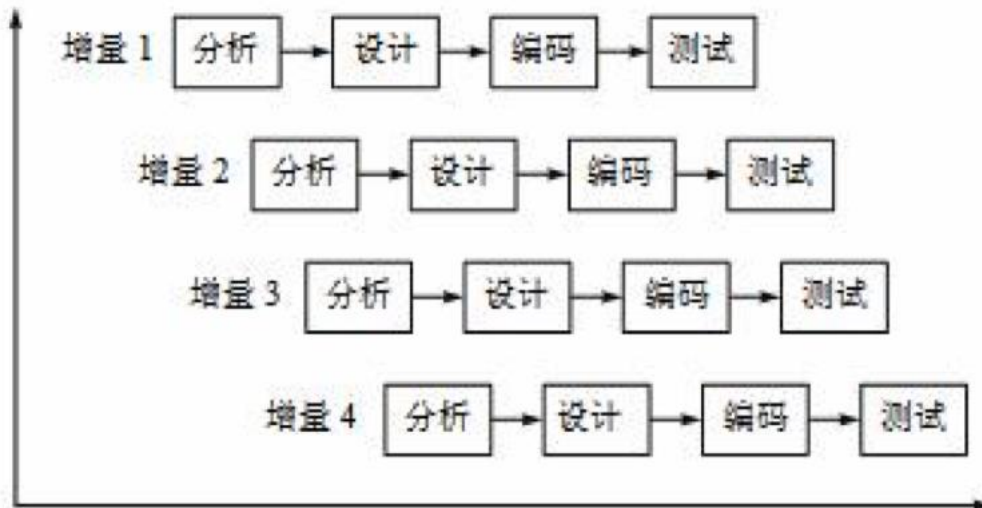 增量 1 分析 设计 编码 测试
增量 2 分析 设计 编码 测试
增量 3 分析 设计 编码 测试
增量 4 分析 设计 编码 测试